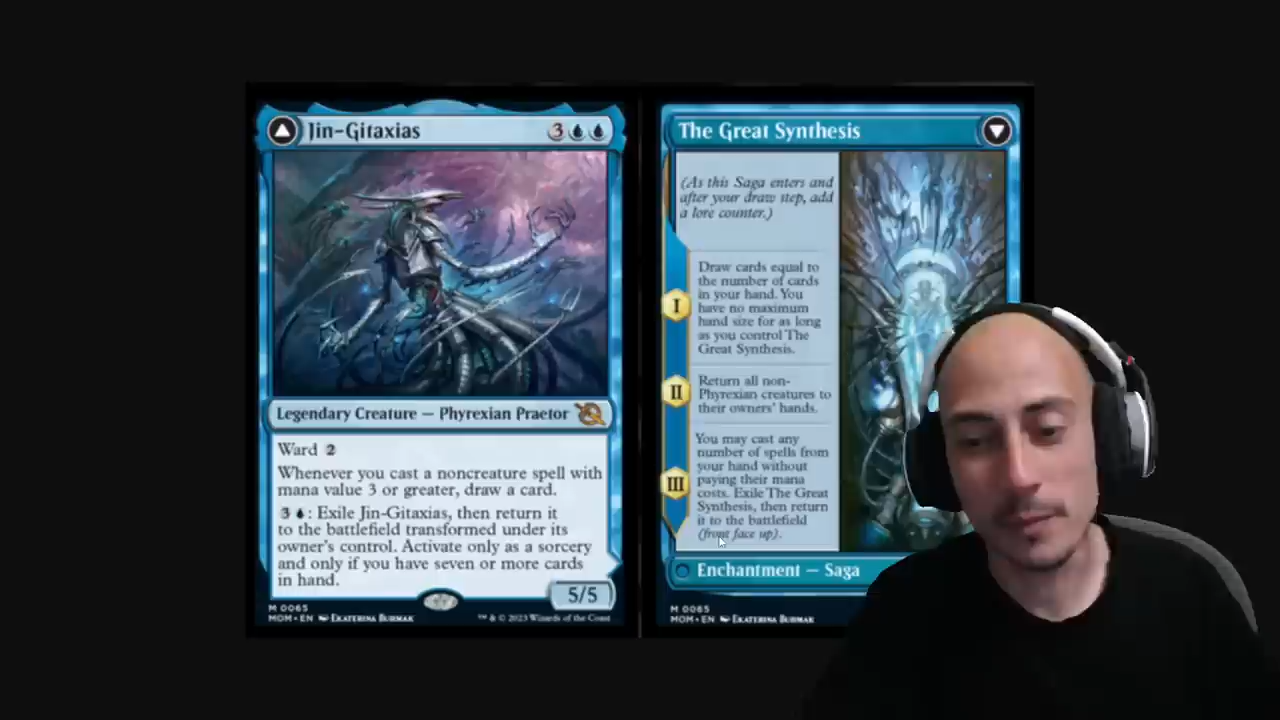 Jin-Gitaxias 3
Legendary Creature — Phyrexian Praetor
Ward 2
Whenever you cast a noncreature spell with
mana value 3 or greater, draw a card.
3 : Exile Jin-Gitaxias, then return it
to the battlefield transformed under its
owner's control. Activate only as a sorcery
and only if you have seven or more cards
in hand.
5/5
M 0065
MOM • EN Ekaterina Burmak ™ & © 2023 Wizards of the Coast
The Great Synthesis
(As this Saga enters and
after your draw step, add
a lore counter.)
I
Draw cards equal to
the number of cards
in your hand. You
have no maximum
hand size for as long
as you control The
Great Synthesis.
II
Return all non-
Phyrexian creatures to
their owners' hands.
III
You may cast any
number of spells from
your hand without
paying their mana
costs. Exile The Great
Synthesis, then return
it to the battlefield
(front face up).
Enchantment — Saga
M 0065
MOM • EN Ekaterina Burmak